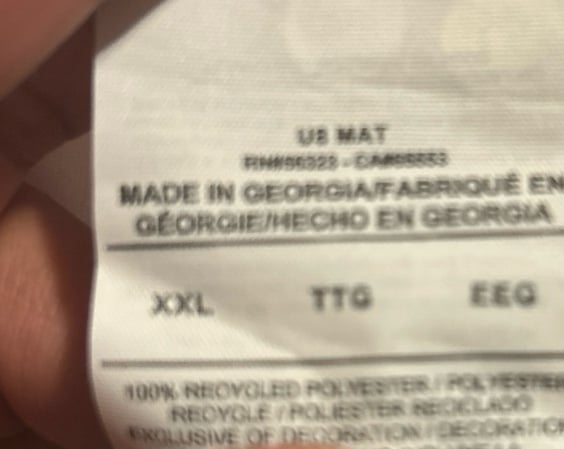 US MAT
MADE IN GEORGIA/FABRIQUÉ EN
GÉORGIE/HECHO EN GEORGIA
XXL TTG EEG
100% RECYCLED POLYESTER / POLYESTER
RECYCLÉ / POLIESTER RECICLADO
EXCLUSIVE OF DECORATION / DECORATION